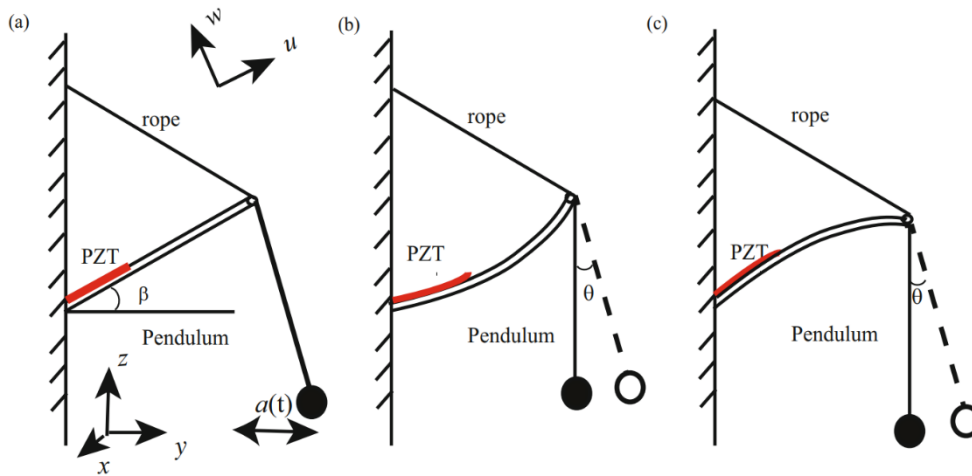 (a)
w
u
rope
PZT
β
Pendulum
z
x
y
a(t)
(b)
rope
PZT
θ
Pendulum
(c)
rope
PZT
θ
Pendulum